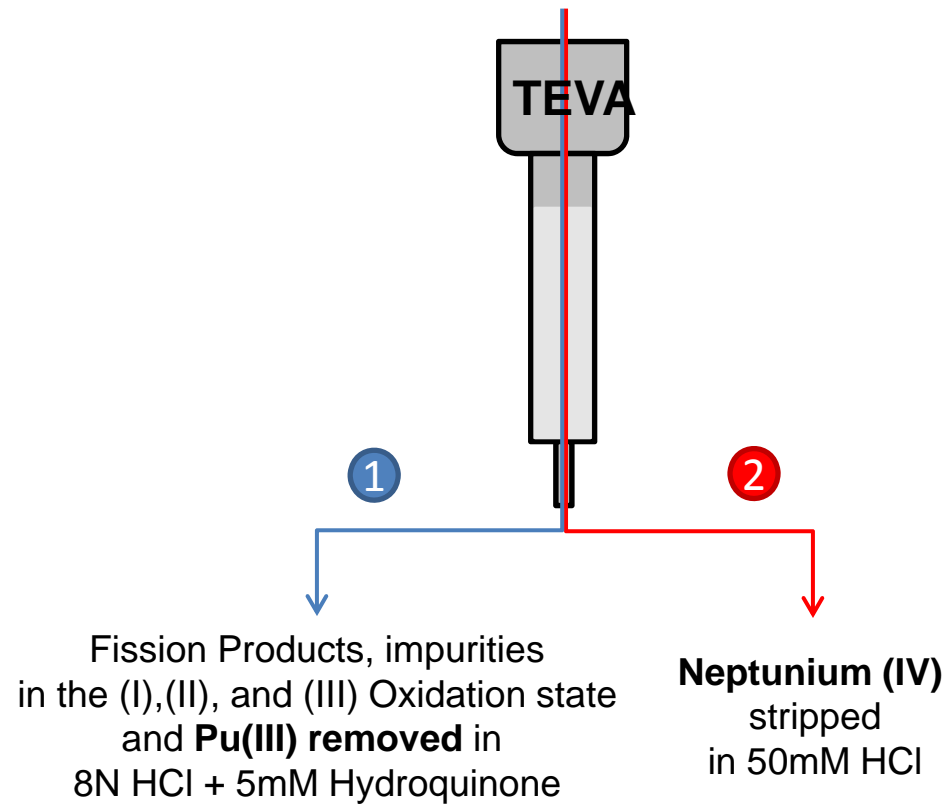 TEVA
1
2
Fission Products, impurities
in the (I),(II), and (III) Oxidation state
and Pu(III) removed in
8N HCl + 5mM Hydroquinone
Neptunium (IV)
stripped
in 50mM HCl